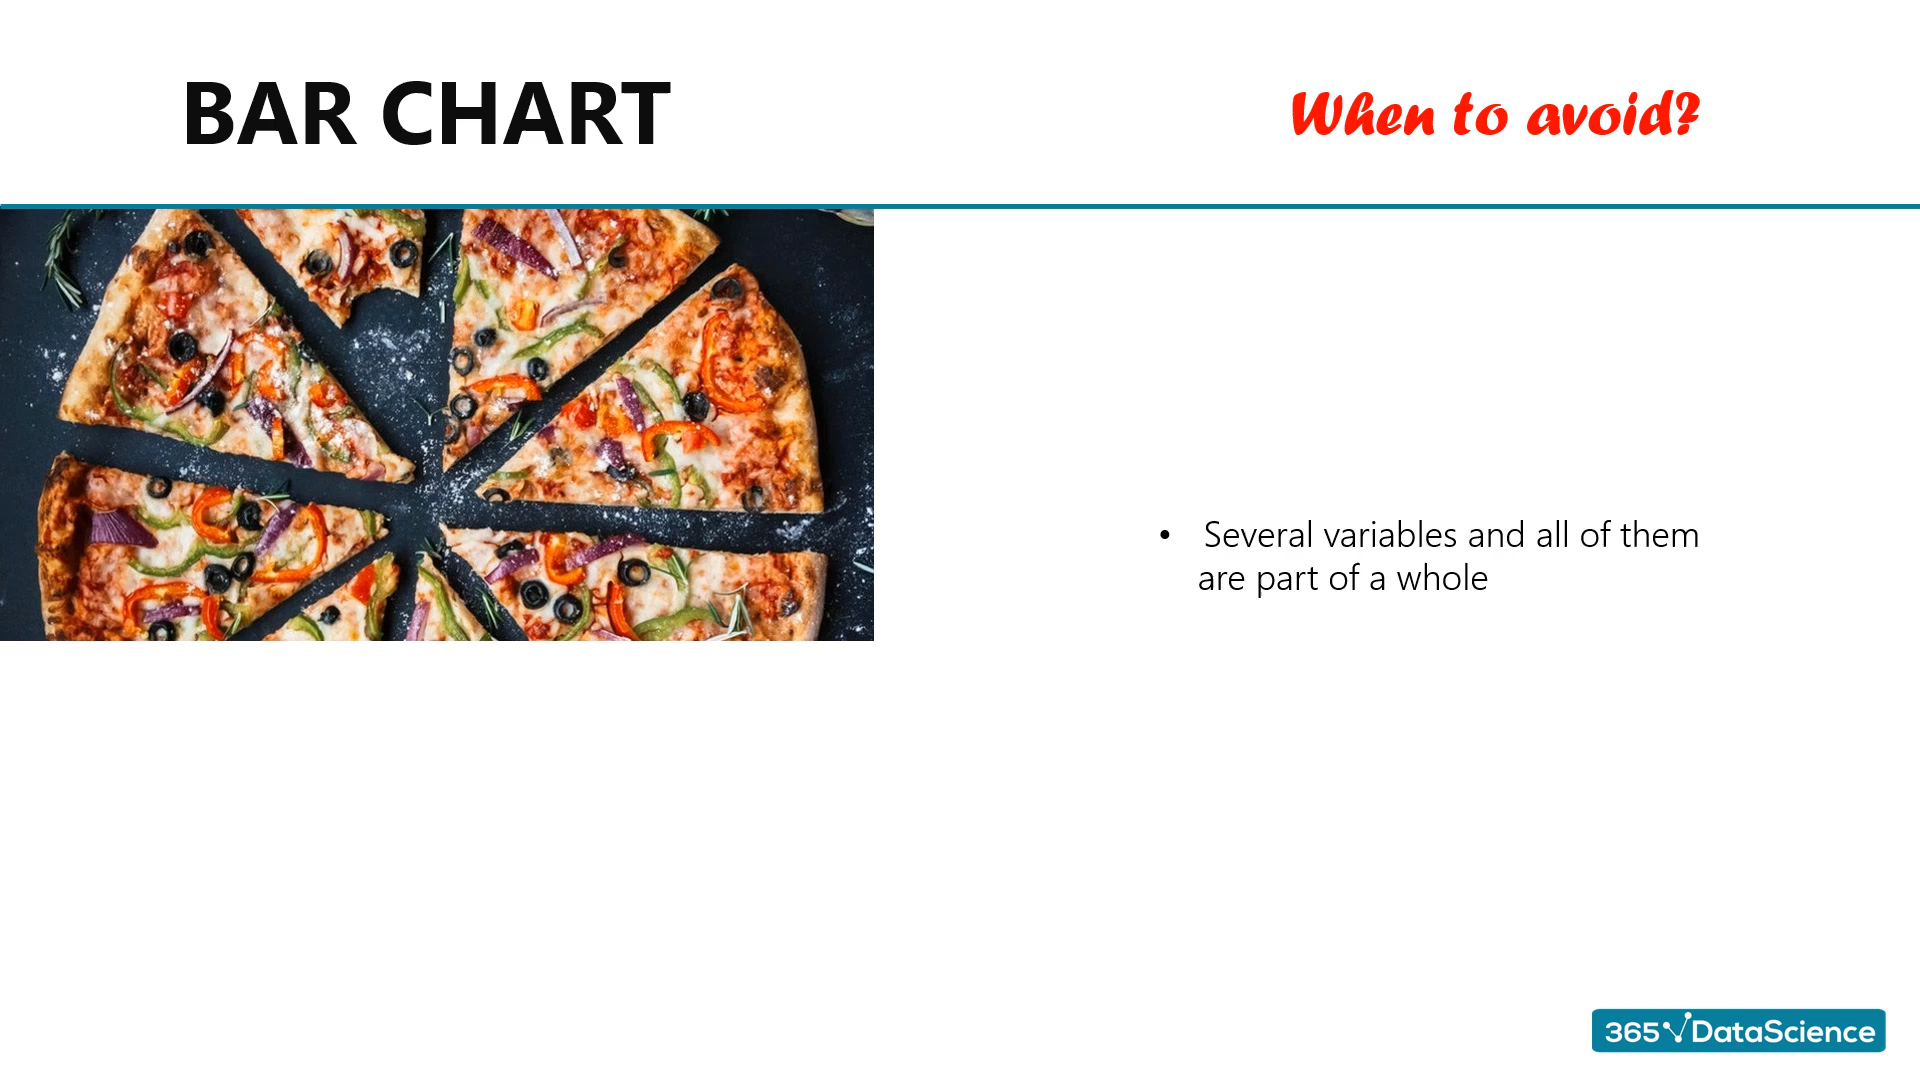 BAR CHART
When to avoid?
• Several variables and all of them
are part of a whole
365 DataScience